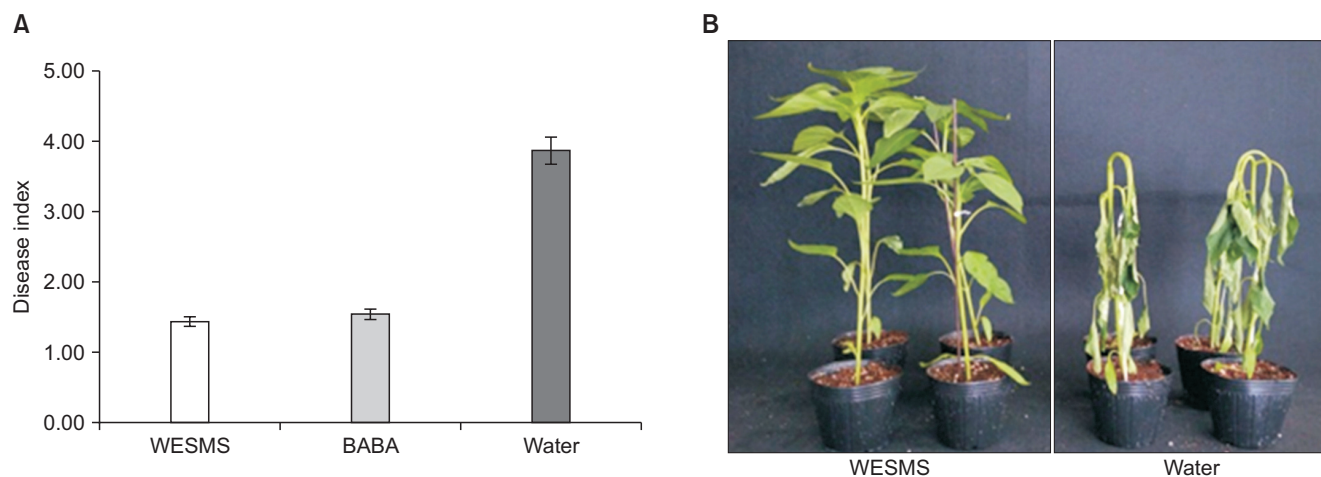 A
B
5.00
4.00
3.00
2.00
1.00
0.00
Disease index
WESMS
BABA
Water
WESMS
Water